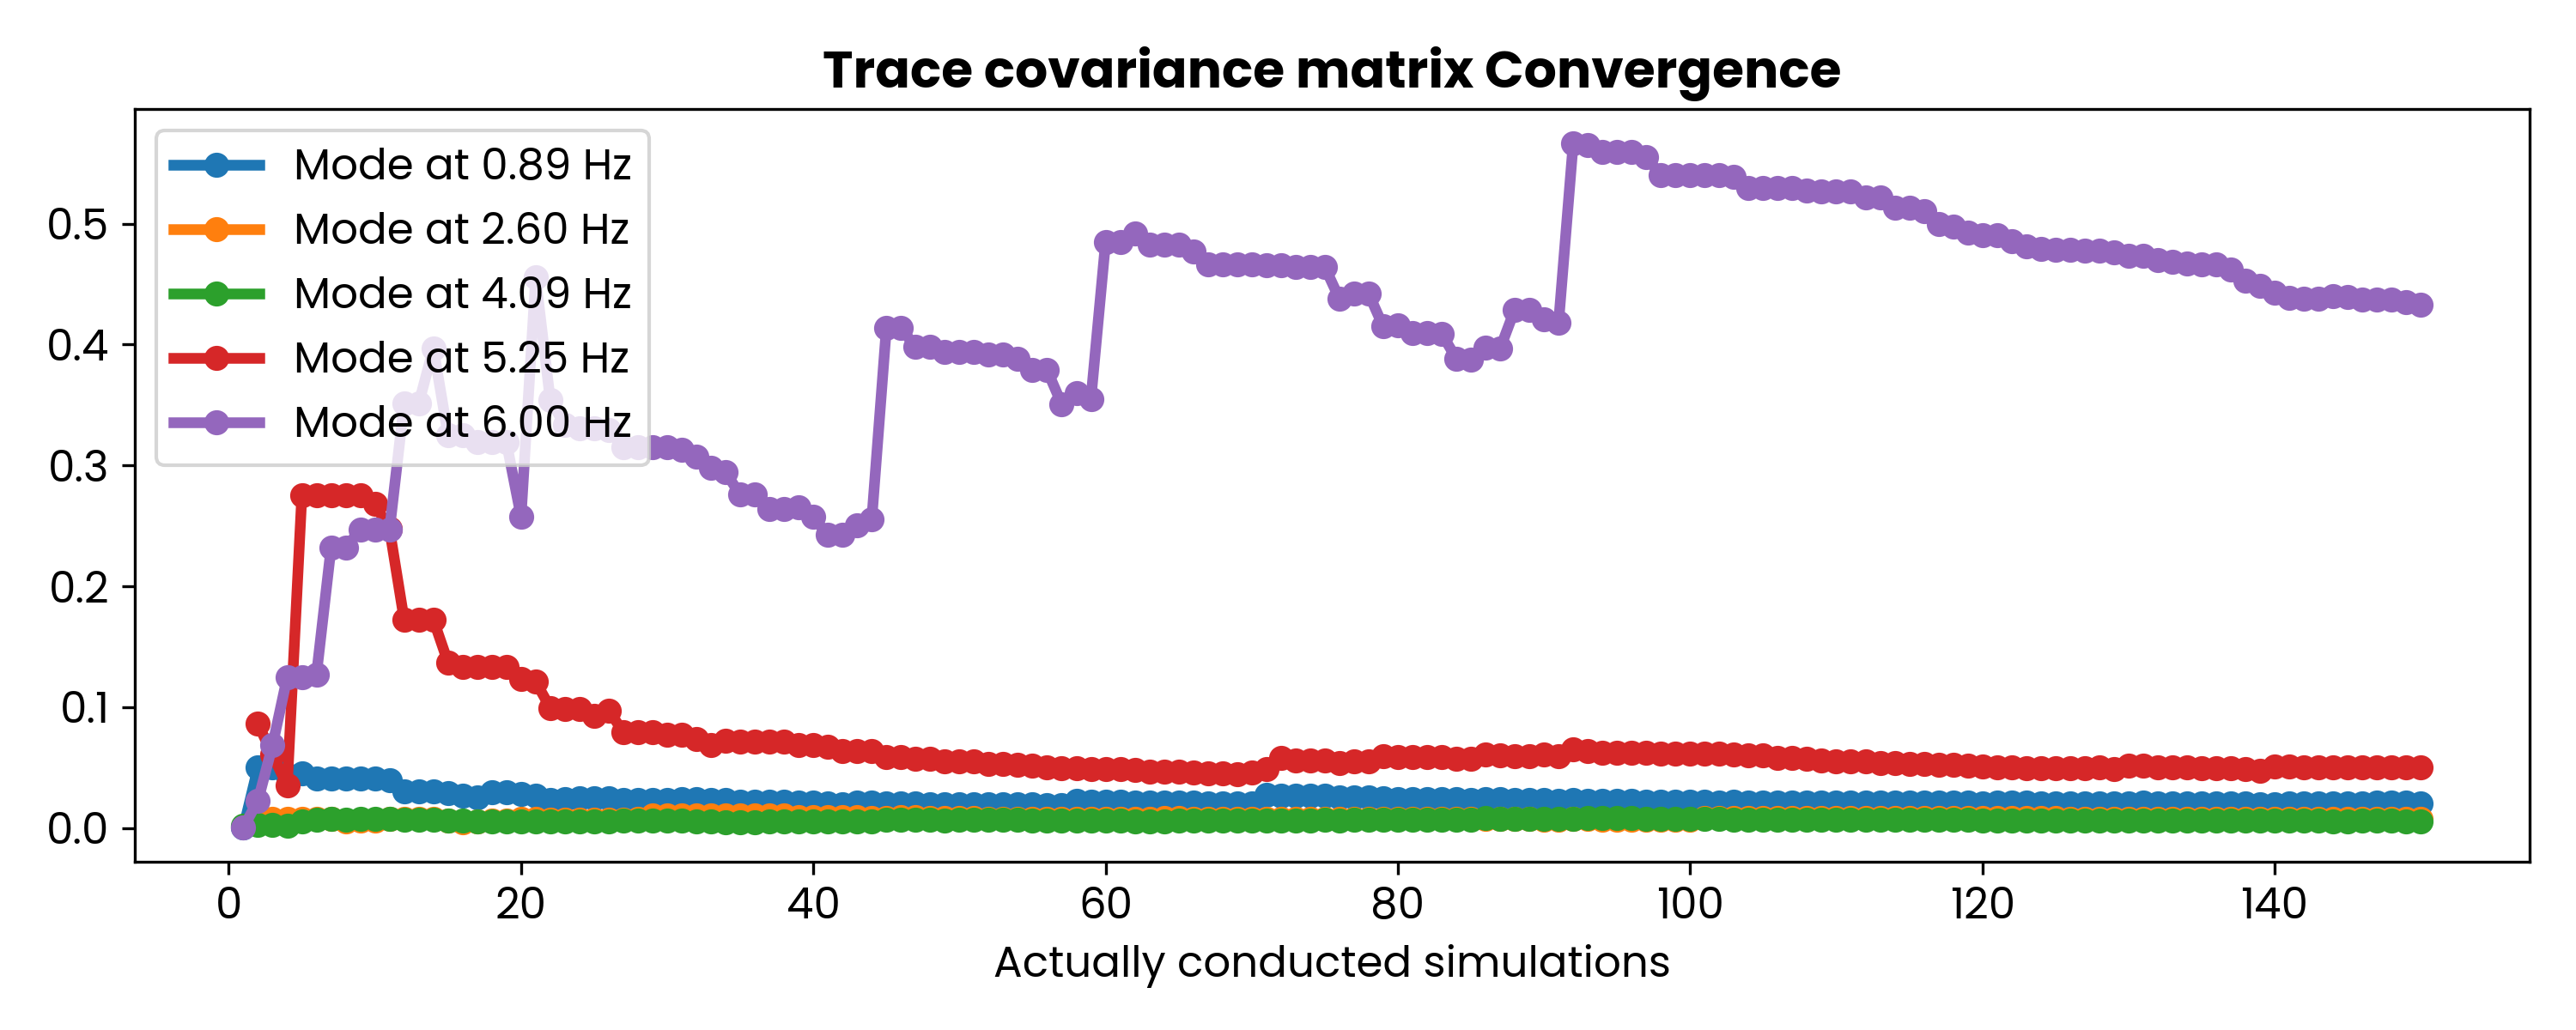 Trace covariance matrix Convergence
Mode at 0.89 Hz
Mode at 2.60 Hz
Mode at 4.09 Hz
Mode at 5.25 Hz
Mode at 6.00 Hz
0.5
0.4
0.3
0.2
0.1
0.0
0 20 40 60 80 100 120 140
Actually conducted simulations